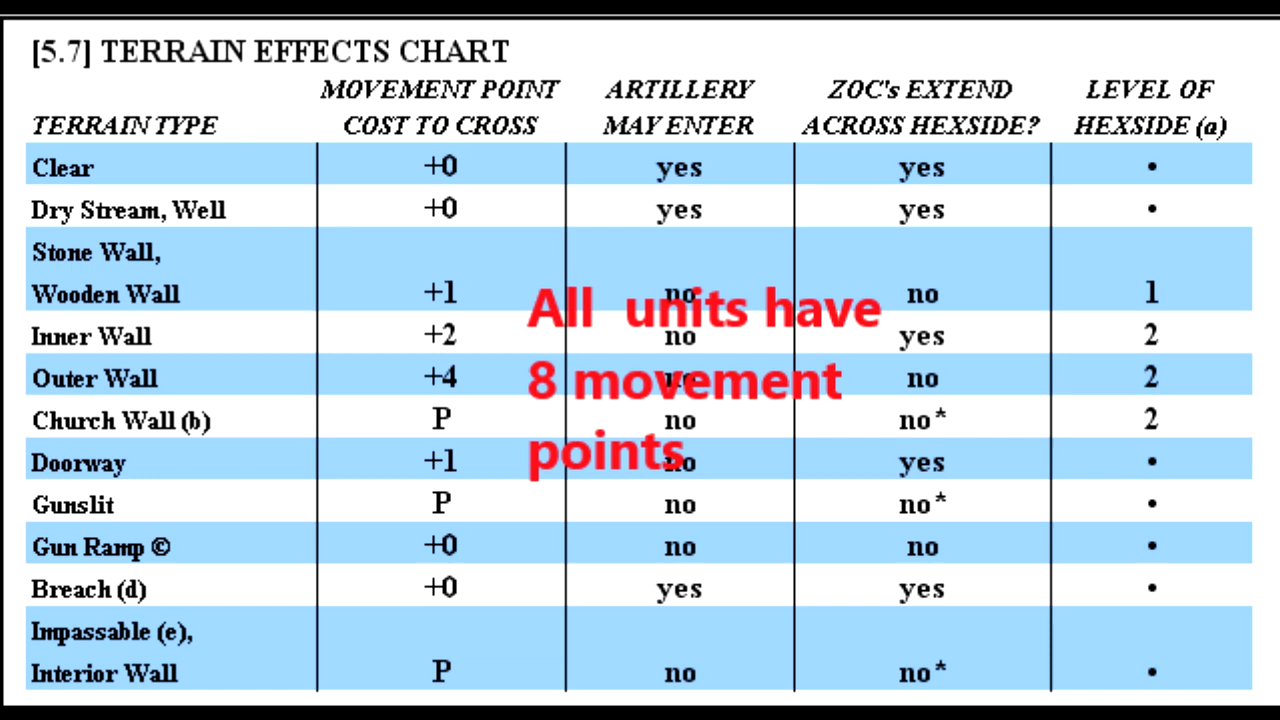 [5.7] TERRAIN EFFECTS CHART
MOVEMENT POINT ARTILLERY ZOC's EXTEND LEVEL OF
TERRAIN TYPE COST TO CROSS MAY ENTER ACROSS HEXSIDE? HEXSIDE (a)
Clear +0 yes yes •
Dry Stream, Well +0 yes yes •
Stone Wall,
Wooden Wall +1 no no 1
Inner Wall +2 no yes 2
Outer Wall +4 no no 2
Church Wall (b) P no no* 2
Doorway +1 no yes •
Gunslit P no no* •
Gun Ramp © +0 no no •
Breach (d) +0 yes yes •
Impassable (e),
Interior Wall P no no* •
All units have
8 movement
points